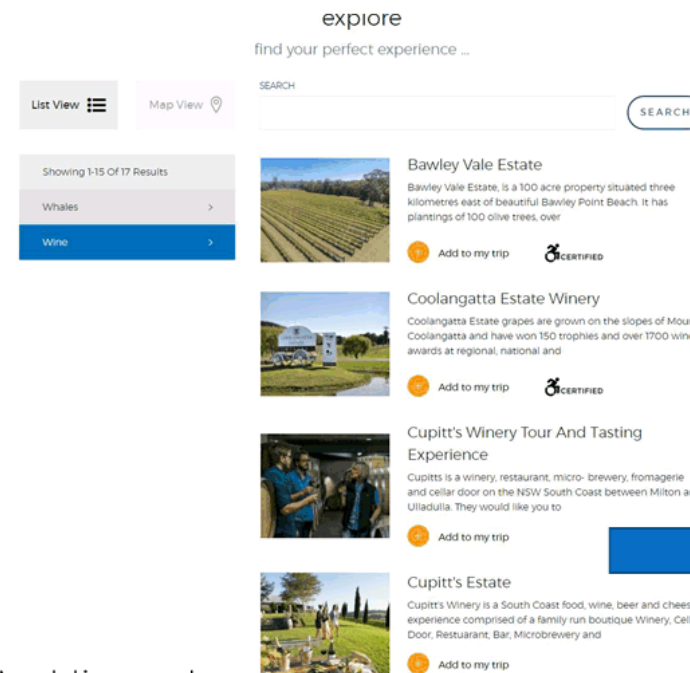 explore
find your perfect experience ...
SEARCH
List View
Map View
SEARCH
Showing 1-15 Of 17 Results
Whales
Wine
Bawley Vale Estate
Bawley Vale Estate, is a 100 acre property situated three
kilometres east of beautiful Bawley Point Beach. It has
plantings of 100 olive trees, over
Add to my trip
CERTIFIED
Coolangatta Estate Winery
Coolangatta Estate grapes are grown on the slopes of
Coolangatta and have won 150 trophies and over 1700
awards at regional, national and
Add to my trip
CERTIFIED
Cupitt's Winery Tour And Tasting
Experience
Cupitts is a winery, restaurant, micro- brewery, fromagerie
and cellar door on the NSW South Coast between Milton
Ulladulla. They would like you to
Add to my trip
Cupitt's Estate
Cupitt's Winery is a South Coast food, wine, beer and
experience comprised of a family run boutique Winery,
Door, Restuarant, Bar, Microbrewery and
Add to my trip